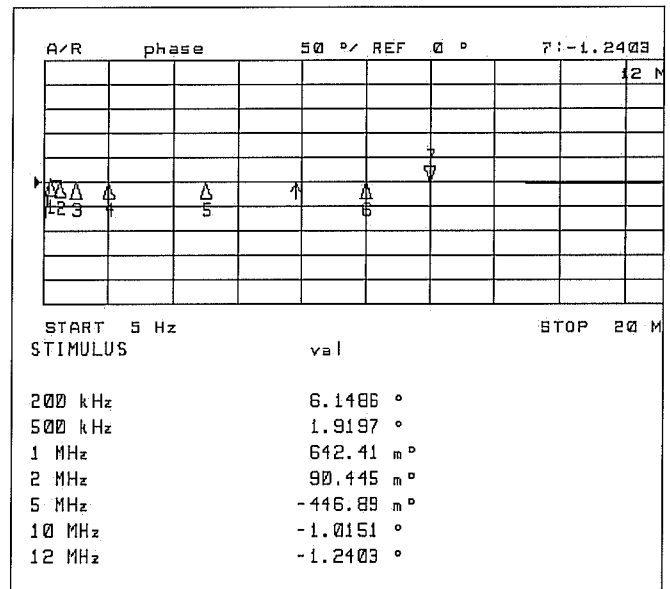 A/R phase 50 °/ REF 0 ° 7:-1.2403
12 M
7
1 2 3 4 5 6
START 5 Hz STOP 20 M
STIMULUS val
200 kHz 6.1486 °
500 kHz 1.9197 °
1 MHz 642.41 m°
2 MHz 90.445 m°
5 MHz -446.89 m°
10 MHz -1.0151 °
12 MHz -1.2403 °